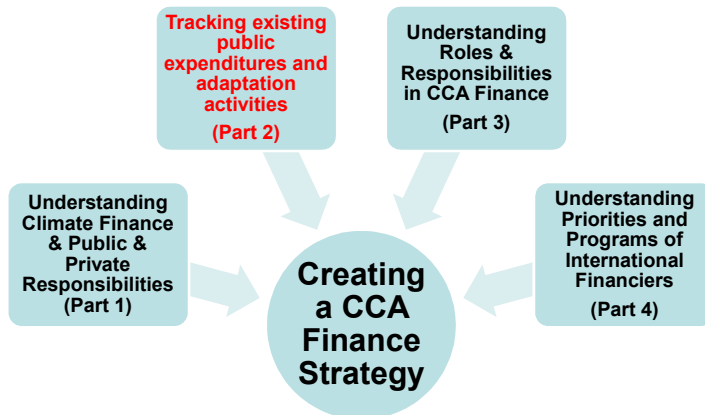 Tracking existing
public
expenditures and
adaptation
activities
(Part 2)
Understanding
Roles &
Responsibilities
in CCA Finance
(Part 3)
Understanding
Climate Finance
& Public &
Private
Responsibilities
(Part 1)
Understanding
Priorities and
Programs of
International
Financiers
(Part 4)
Creating
a CCA
Finance
Strategy